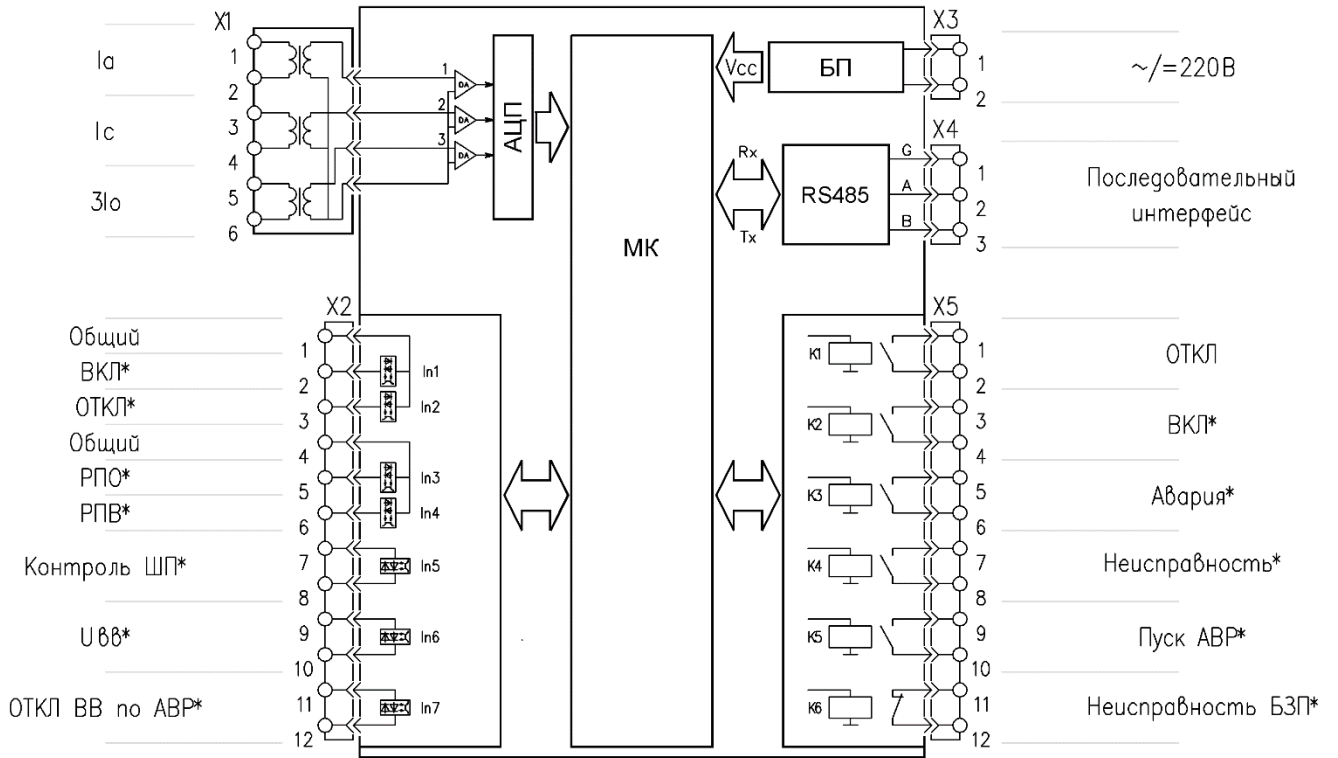 X1
Ia
1
2
Ic
3
4
3Io
5
6
1
2
3
DA
DA
DA
АЦП
МК
Vcc
БП
X3
1
2
~/=220В
Rx
Tx
RS485
G
A
B
X4
1
2
3
Последовательный
интерфейс
X2
Общий
1
ВКЛ*
2
In1
ОТКЛ*
3
In2
Общий
4
РПО*
5
In3
РПВ*
6
In4
Контроль ШП*
7
8
In5
Uвв*
9
10
In6
ОТКЛ ВВ по АВР*
11
12
In7
X5
K1
1
2
ОТКЛ
K2
3
4
ВКЛ*
K3
5
6
Авария*
K4
7
8
Неисправность*
K5
9
10
Пуск АВР*
K6
11
12
Неисправность БЗП*